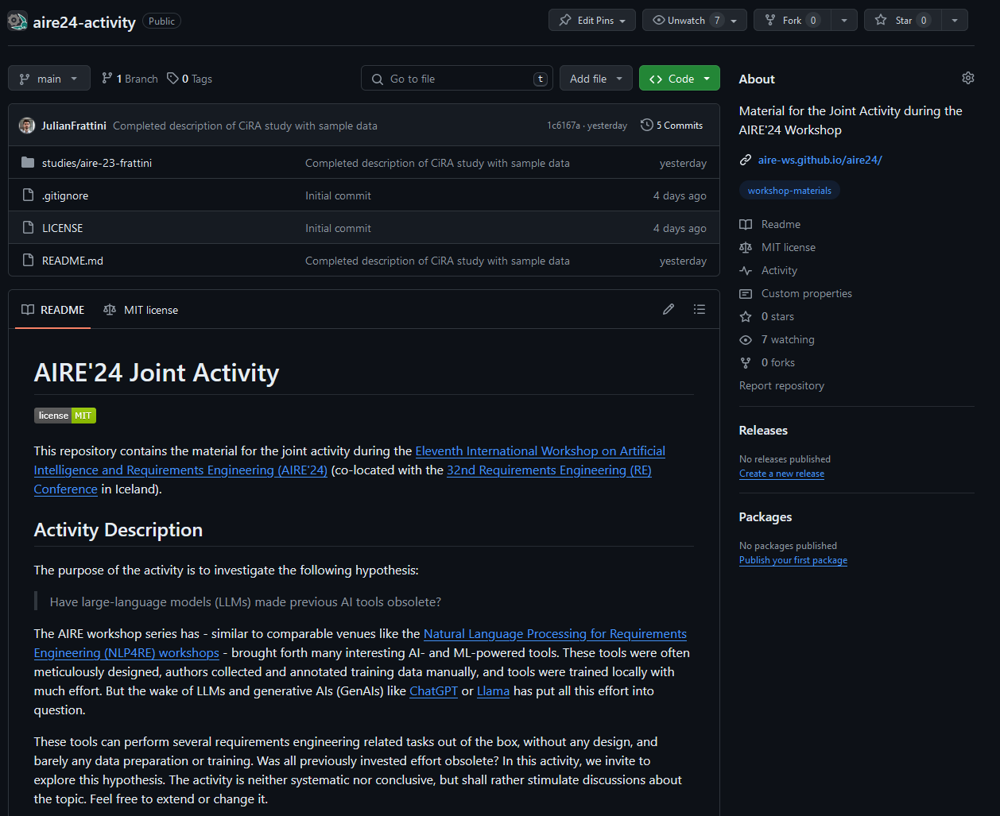 aire24-activity Public Edit Pins Unwatch 7 Fork 0 Star 0
main 1 Branch 0 Tags Go to file t Add file Code
JulianFrattini Completed description of CiRA study with sample data 1c6167a · yesterday 5 Commits
studies/aire-23-frattini Completed description of CiRA study with sample data yesterday
.gitignore Initial commit 4 days ago
LICENSE Initial commit 4 days ago
README.md Completed description of CiRA study with sample data yesterday
README MIT license
AIRE'24 Joint Activity
license MIT
This repository contains the material for the joint activity during the Eleventh International Workshop on Artificial
Intelligence and Requirements Engineering (AIRE'24) (co-located with the 32nd Requirements Engineering (RE)
Conference in Iceland).
Activity Description
The purpose of the activity is to investigate the following hypothesis:
Have large-language models (LLMs) made previous AI tools obsolete?
The AIRE workshop series has - similar to comparable venues like the Natural Language Processing for Requirements
Engineering (NLP4RE) workshops - brought forth many interesting AI- and ML-powered tools. These tools were often
meticulously designed, authors collected and annotated training data manually, and tools were trained locally with
much effort. But the wake of LLMs and generative AIs (GenAIs) like ChatGPT or Llama has put all this effort into
question.
These tools can perform several requirements engineering related tasks out of the box, without any design, and
barely any data preparation or training. Was all previously invested effort obsolete? In this activity, we invite to
explore this hypothesis. The activity is neither systematic nor conclusive, but shall rather stimulate discussions about
the topic. Feel free to extend or change it.
About
Material for the Joint Activity during the
AIRE'24 Workshop
aire-ws.github.io/aire24/
workshop-materials
Readme
MIT license
Activity
Custom properties
0 stars
7 watching
0 forks
Report repository
Releases
No releases published
Create a new release
Packages
No packages published
Publish your first package